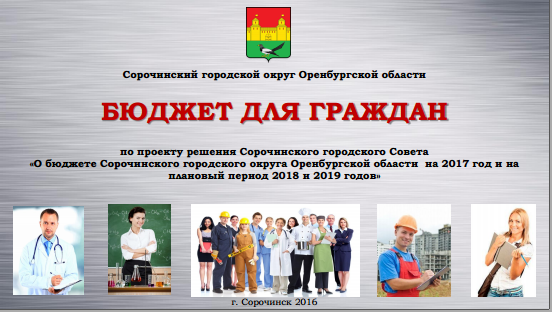 Сорочинский городской округ Оренбургской области
БЮДЖЕТ ДЛЯ ГРАЖДАН
по проекту решения Сорочинского городского Совета
«О бюджете Сорочинского городского округа Оренбургской области на 2017 год и на
плановый период 2018 и 2019 годов»
г. Сорочинск 2016